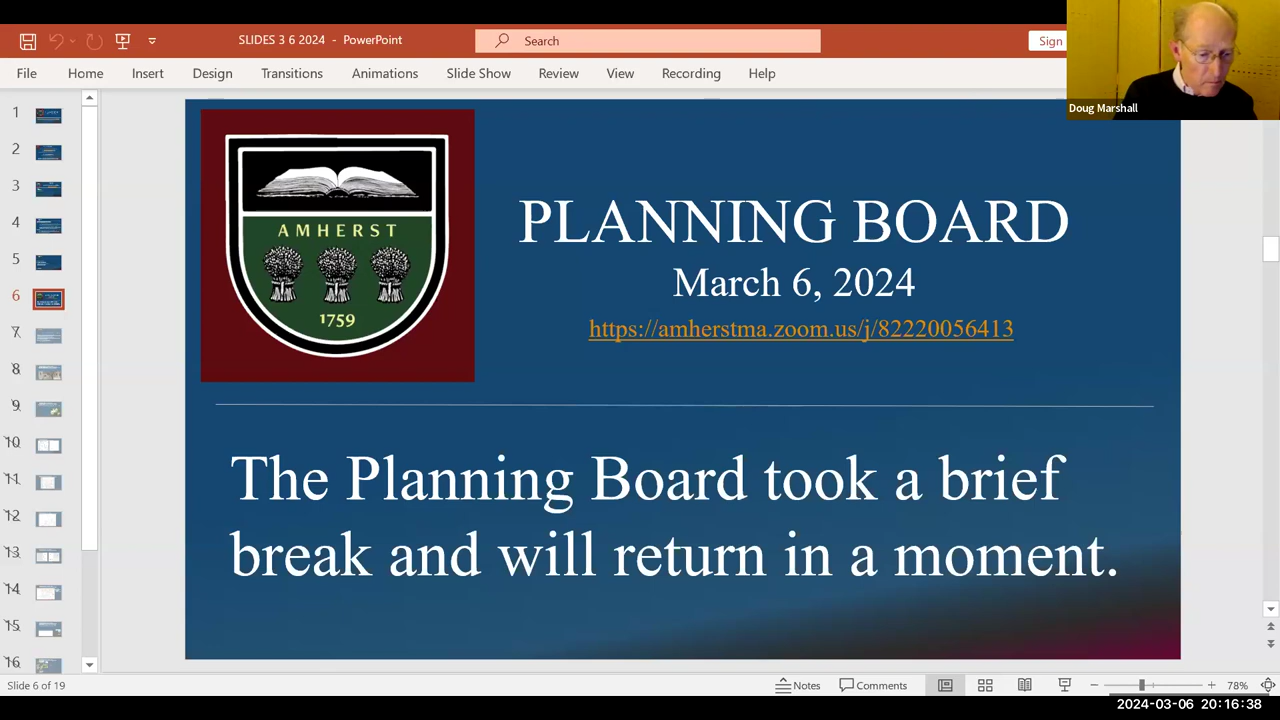 SLIDES 3 6 2024 - PowerPoint
Search
Sign
File Home Insert Design Transitions Animations Slide Show Review View Recording Help
Doug Marshall
1
2
3
4
5
6
7
8
9
10
11
12
13
14
15
16
AMHERST
1759
PLANNING BOARD
March 6, 2024
https://amherstma.zoom.us/j/82220056413
The Planning Board took a brief
break and will return in a moment.
Slide 6 of 19
Notes
Comments
78%
2024-03-06 20:16:38